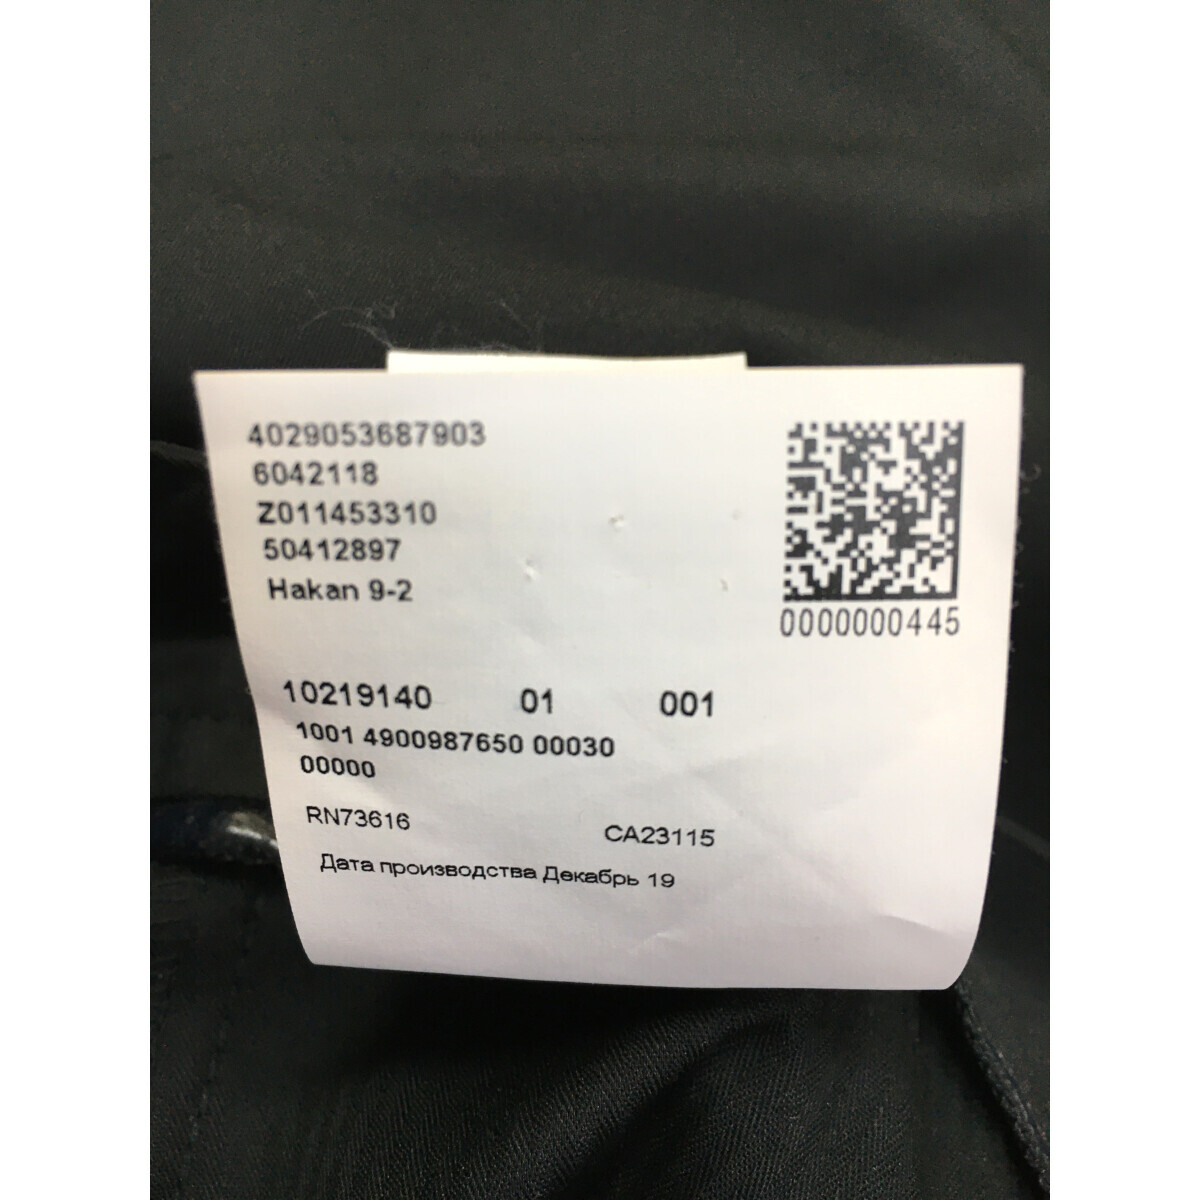 4029053687903
6042118
Z011453310
50412897
Hakan 9-2
0000000445
10219140 01 001
1001 4900987650 00030
00000
RN73616 CA23115
Дата производства Декабрь 19